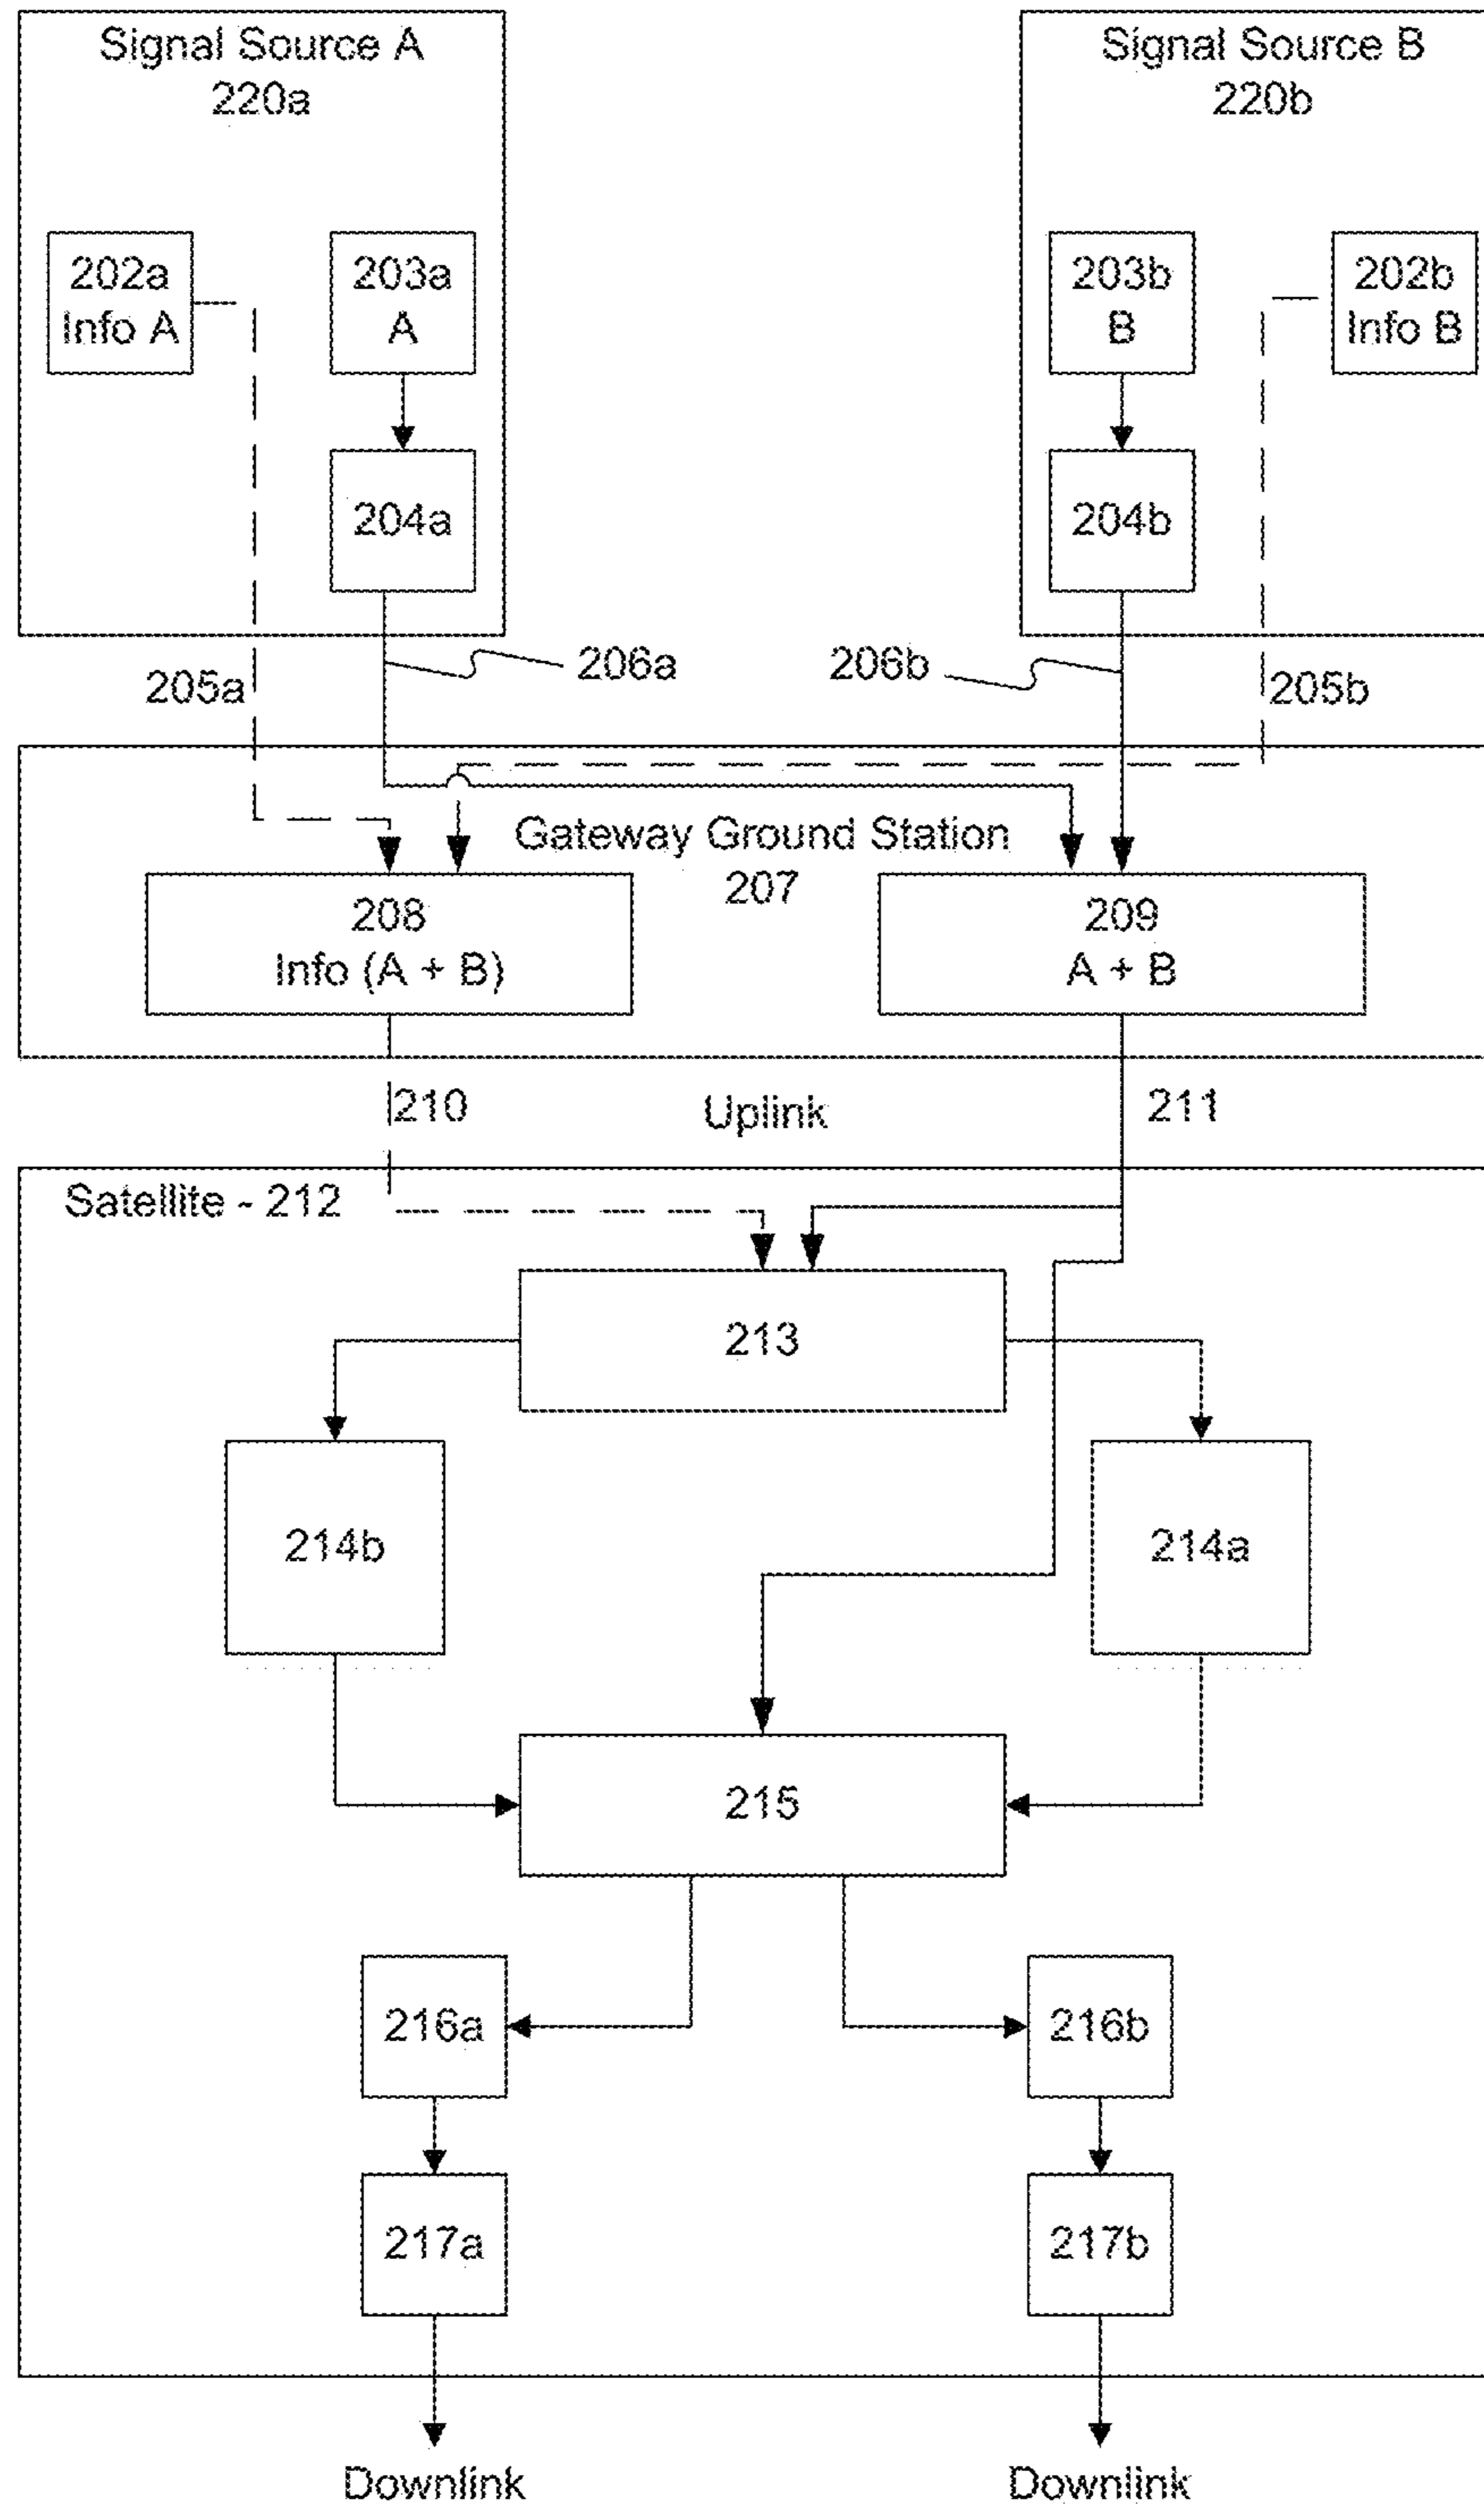 Signal Source A
220a
Signal Source B
220b
202a
Info A
203a
A
203b
B
202b
Info B
204a
204b
205a
206a
206b
205b
Gateway Ground Station
207
208
Info (A + B)
209
A + B
210
Uplink
211
Satellite - 212
213
214b
214a
215
216a
216b
217a
217b
Downlink
Downlink